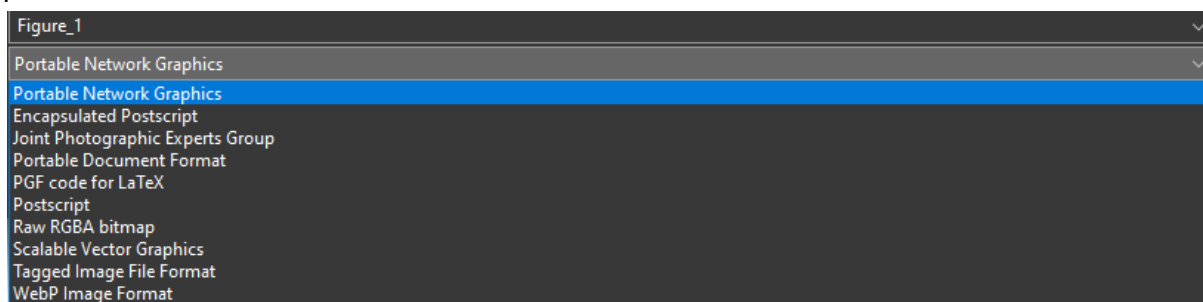 Figure_1
Portable Network Graphics
Portable Network Graphics
Encapsulated Postscript
Joint Photographic Experts Group
Portable Document Format
PGF code for LaTeX
Postscript
Raw RGBA bitmap
Scalable Vector Graphics
Tagged Image File Format
WebP Image Format